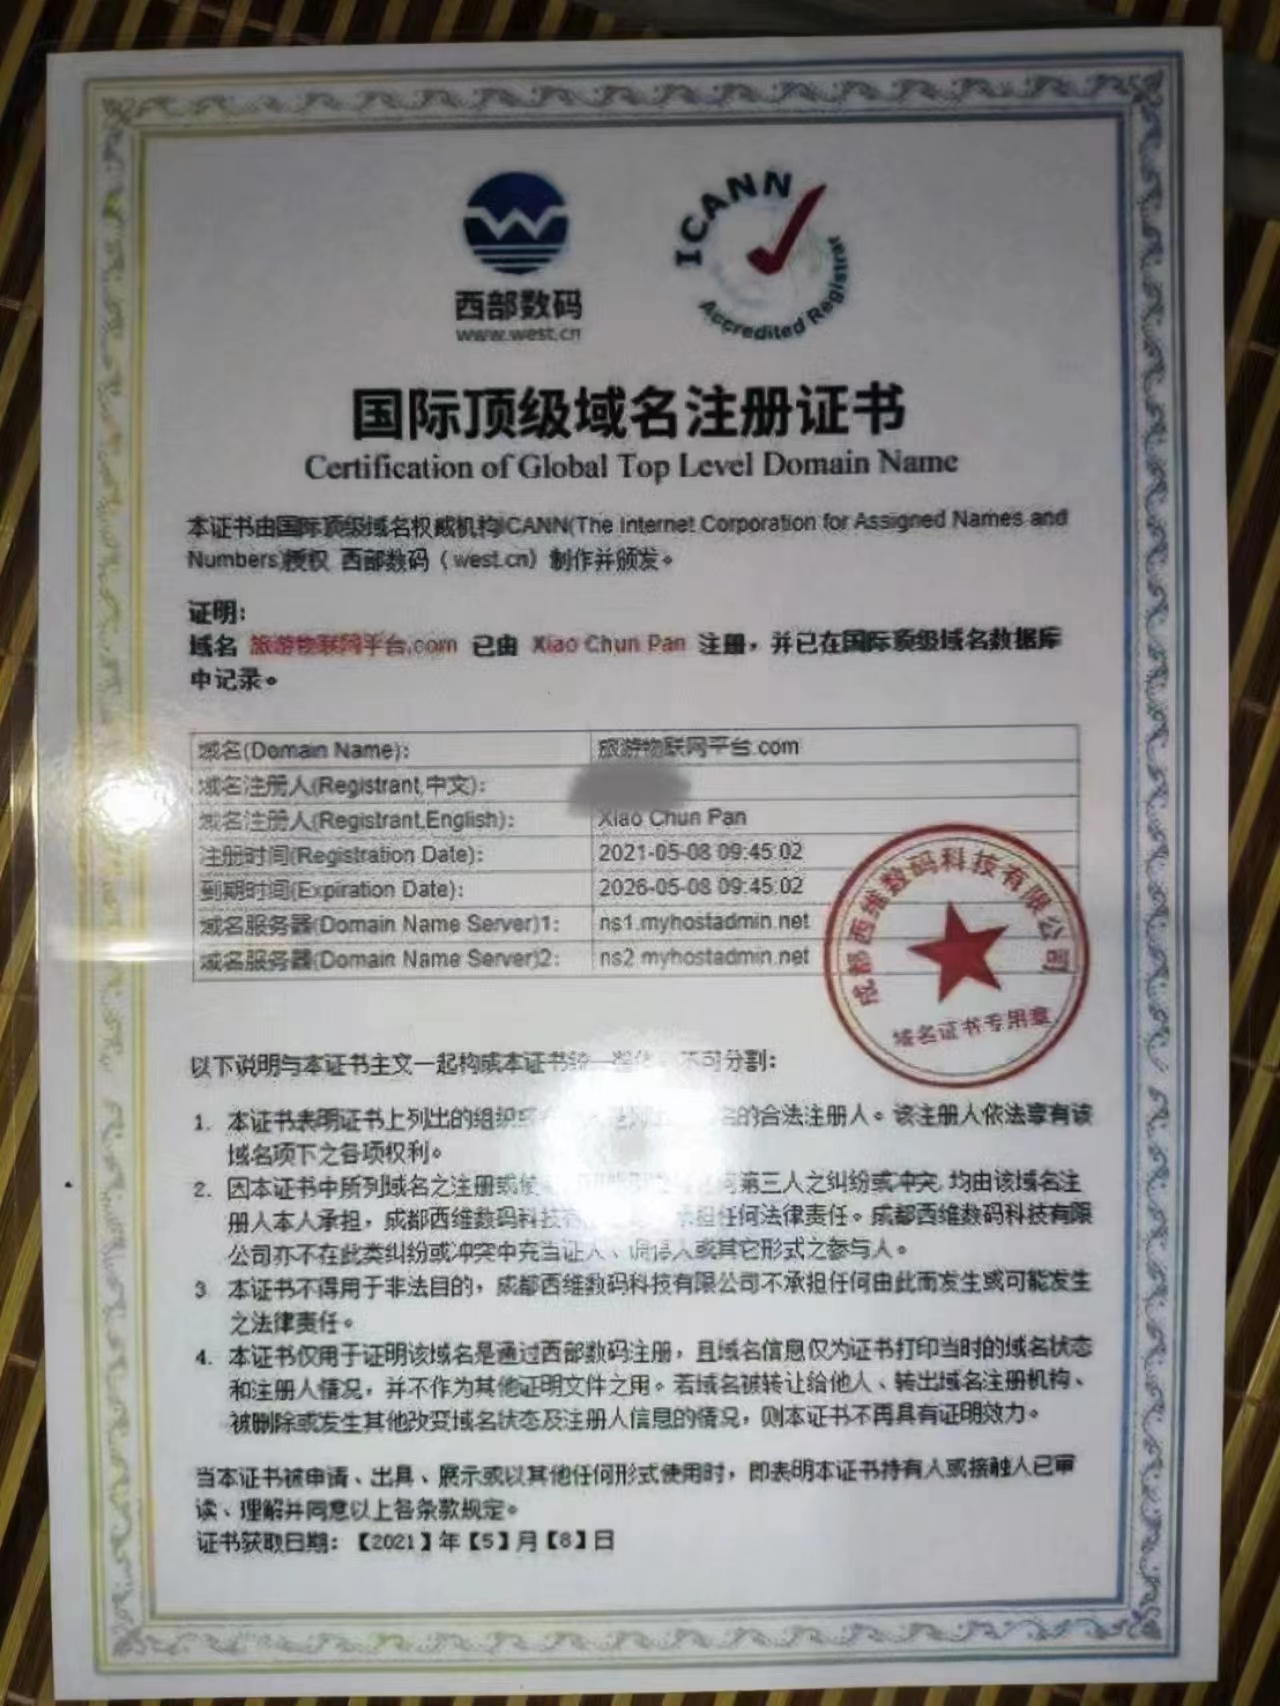 西部数码
www.west.cn
ICANN
Accredited Registrar
国际顶级域名注册证书
Certification of Global Top Level Domain Name
本证书由国际顶级域名权威机构ICANN(The Internet Corporation for Assigned Names and
Numbers)授权 西部数码（west.cn）制作并颁发。
证明:
域名 旅游物联网平台.com 已由 Xiao Chun Pan 注册，并已在国际顶级域名数据库
中记录。
域名(Domain Name): 旅游物联网平台.com
域名注册人(Registrant,中文):
域名注册人(Registrant,English): Xiao Chun Pan
注册时间(Registration Date): 2021-05-08 09:45:02
到期时间(Expiration Date): 2026-05-08 09:45:02
域名服务器(Domain Name Server)1: ns1.myhostadmin.net
域名服务器(Domain Name Server)2: ns2.myhostadmin.net
成都西维数码科技有限公司
域名证书专用章
以下说明与本证书主文一起构成本证书统一整体，不可分割:
1. 本证书表明证书上列出的组织 的合法注册人。该注册人依法享有该
域名项下之各项权利。
2. 因本证书中所列域名之注册或使 第三人之纠纷或冲突,均由该域名注
册人本人承担，成都西维数码科技 承担任何法律责任。成都西维数码科技有限
公司亦不在此类纠纷或冲突中充当证人、调停人或其它形式之参与人。
3 本证书不得用于非法目的，成都西维数码科技有限公司不承担任何由此而发生或可能发生
之法律责任。
4. 本证书仅用于证明该域名是通过西部数码注册，且域名信息仅为证书打印当时的域名状态
和注册人情况，并不作为其他证明文件之用。若域名被转让给他人、转出域名注册机构、
被删除或发生其他改变域名状态及注册人信息的情况，则本证书不再具有证明效力。
当本证书被申请、出具、展示或以其他任何形式使用时，即表明本证书持有人或接触人已审
读、理解并同意以上各条款规定。
证书获取日期:【2021】年【5】月【8】日